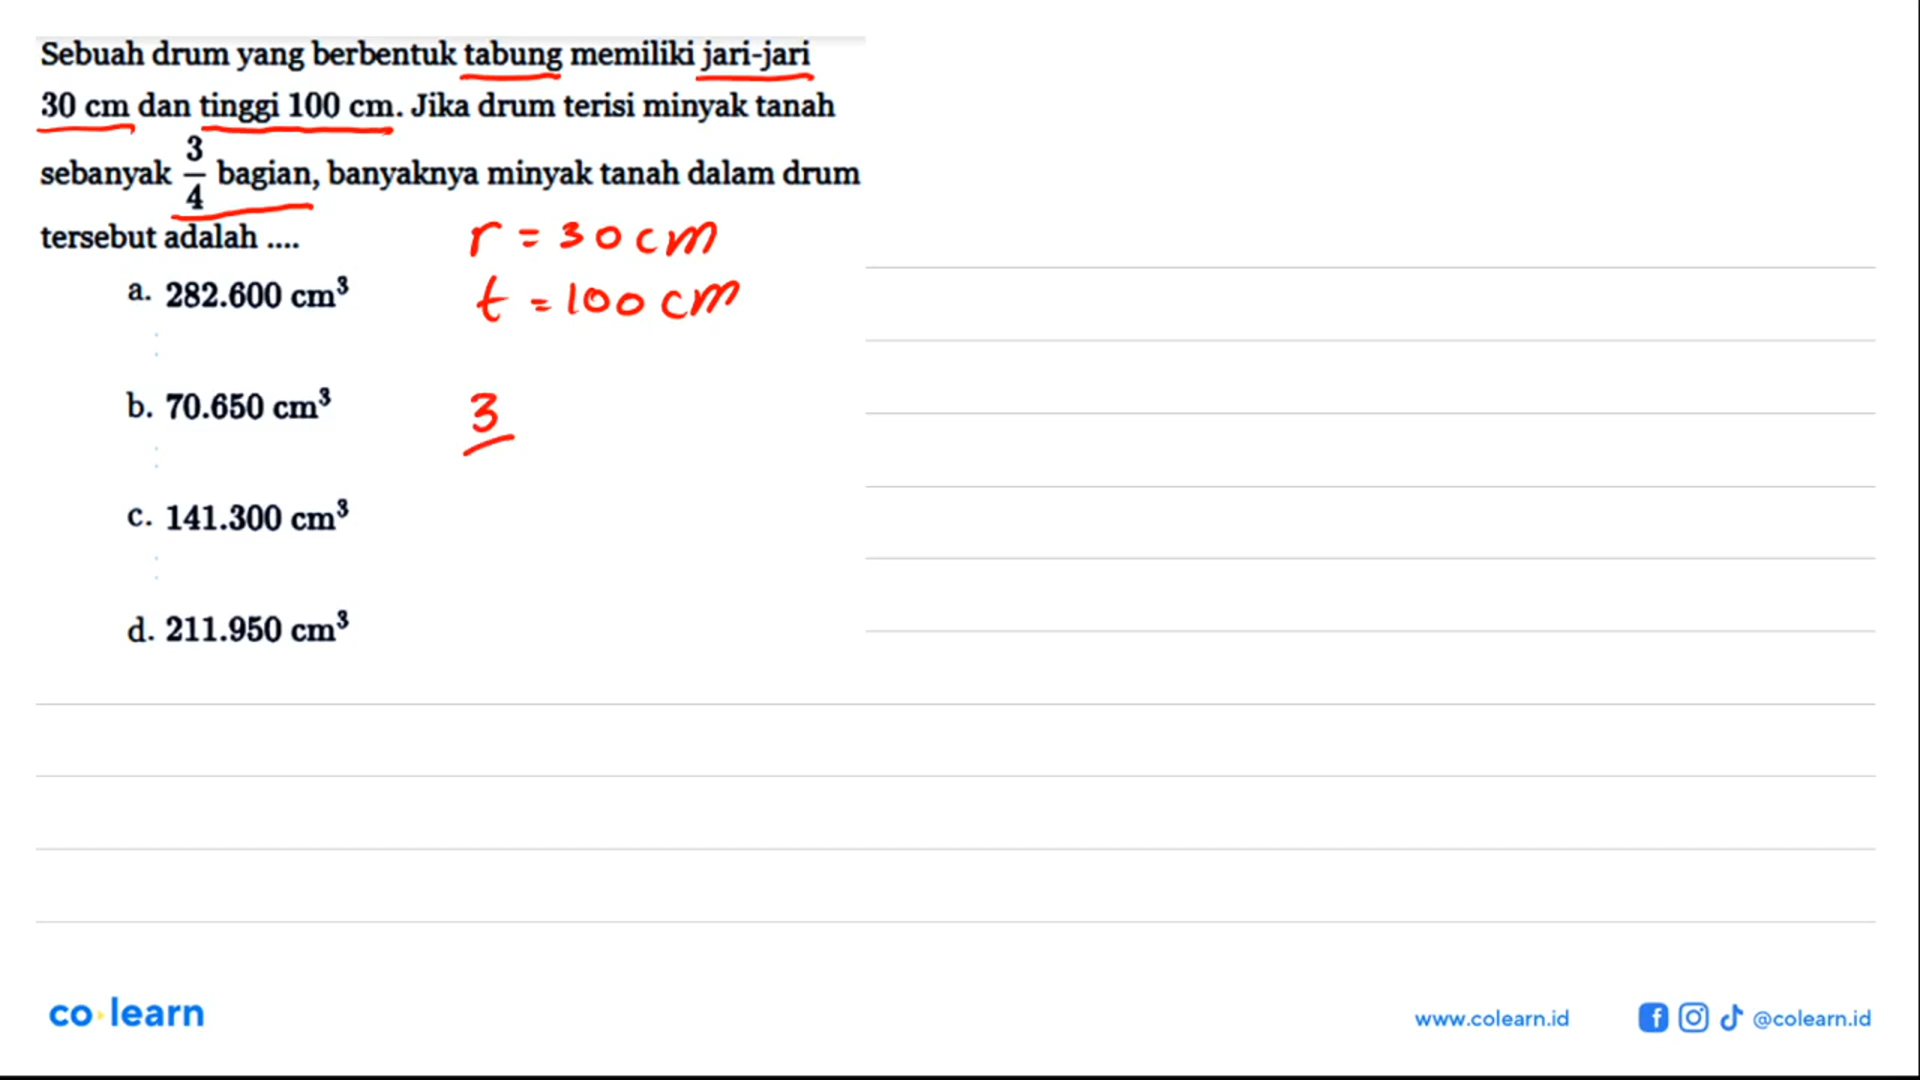 Sebuah drum yang berbentuk tabung memiliki jari-jari
30 cm dan tinggi 100 cm. Jika drum terisi minyak tanah
sebanyak 3/4 bagian, banyaknya minyak tanah dalam drum
tersebut adalah ....
r = 30 cm
a. 282.600 cm³
t = 100 cm
b. 70.650 cm³
3
c. 141.300 cm³
d. 211.950 cm³
co learn
www.colearn.id
@colearn.id